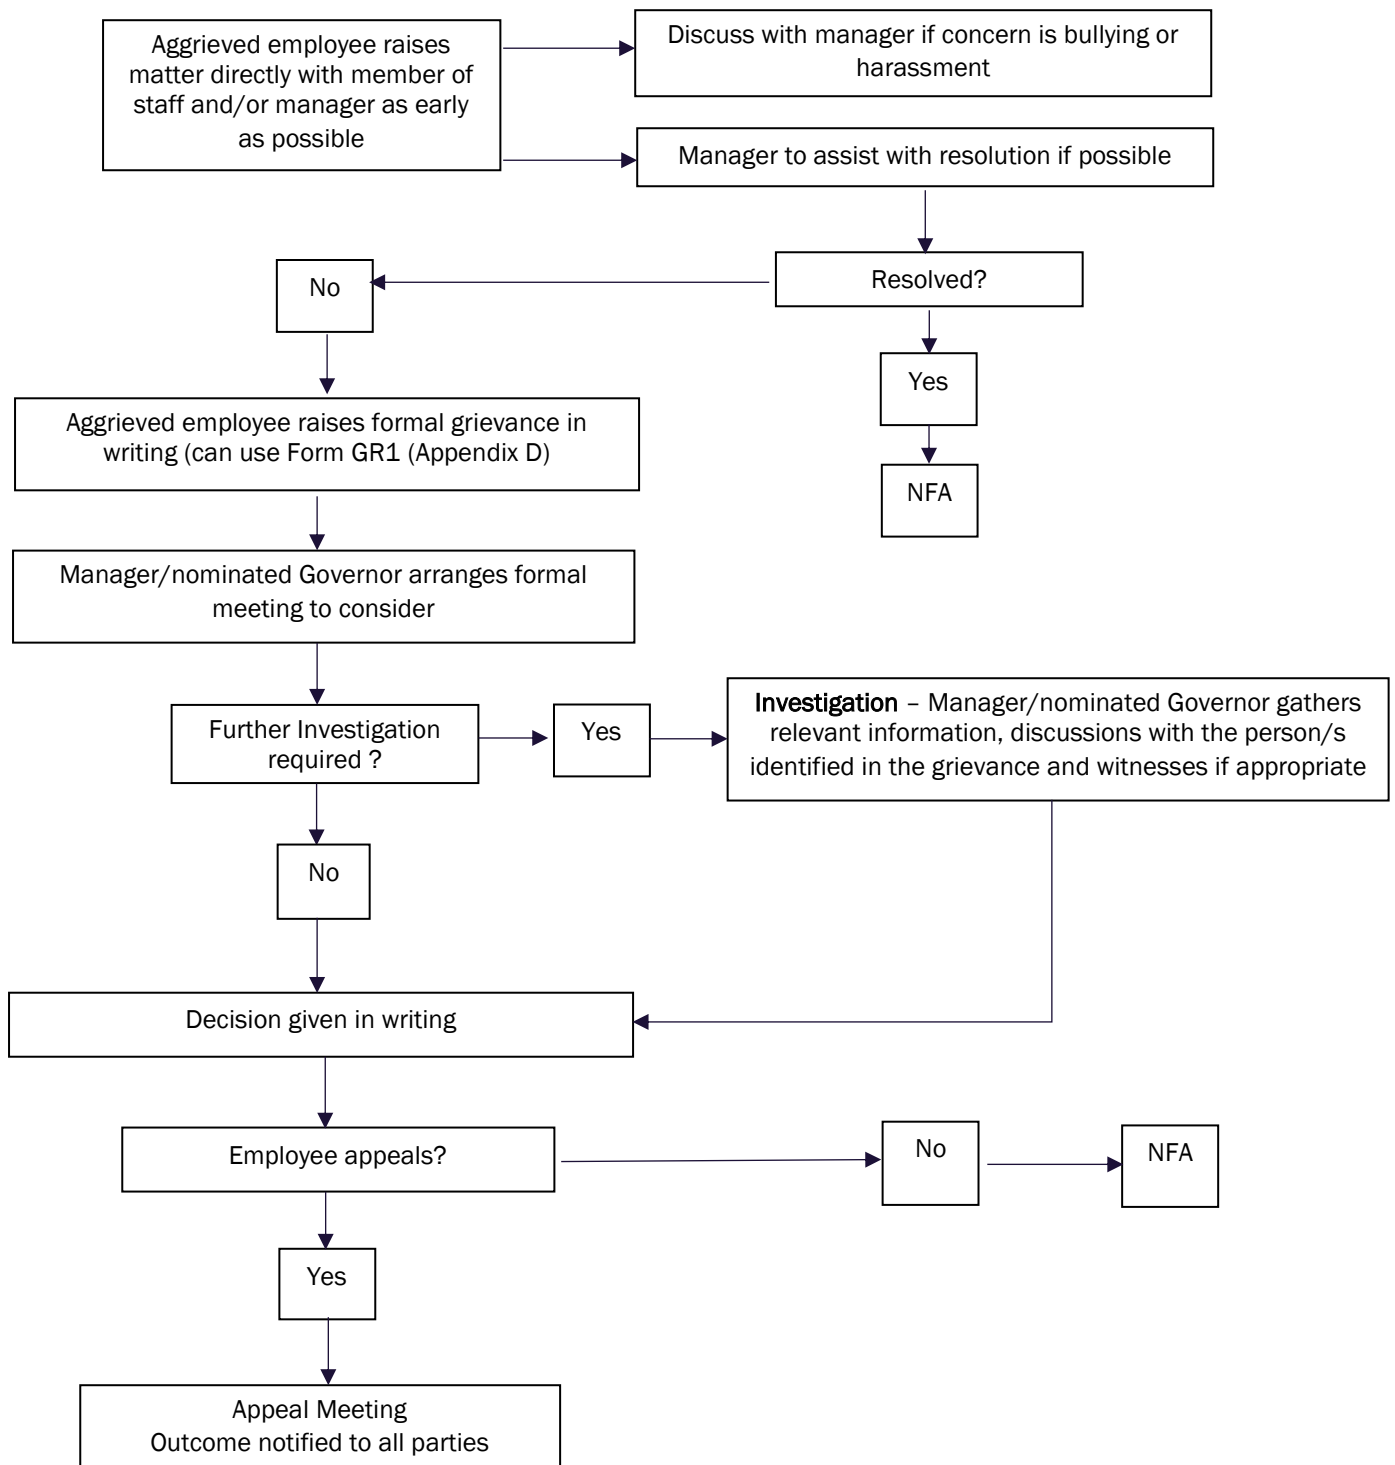 Aggrieved employee raises
matter directly with member of
staff and/or manager as early
as possible
Discuss with manager if concern is bullying or
harassment
Manager to assist with resolution if possible
Resolved?
No
Yes
NFA
Aggrieved employee raises formal grievance in
writing (can use Form GR1 (Appendix D)
Manager/nominated Governor arranges formal
meeting to consider
Further Investigation
required ?
Yes
Investigation – Manager/nominated Governor gathers
relevant information, discussions with the person/s
identified in the grievance and witnesses if appropriate
No
Decision given in writing
Employee appeals?
No
NFA
Yes
Appeal Meeting
Outcome notified to all parties